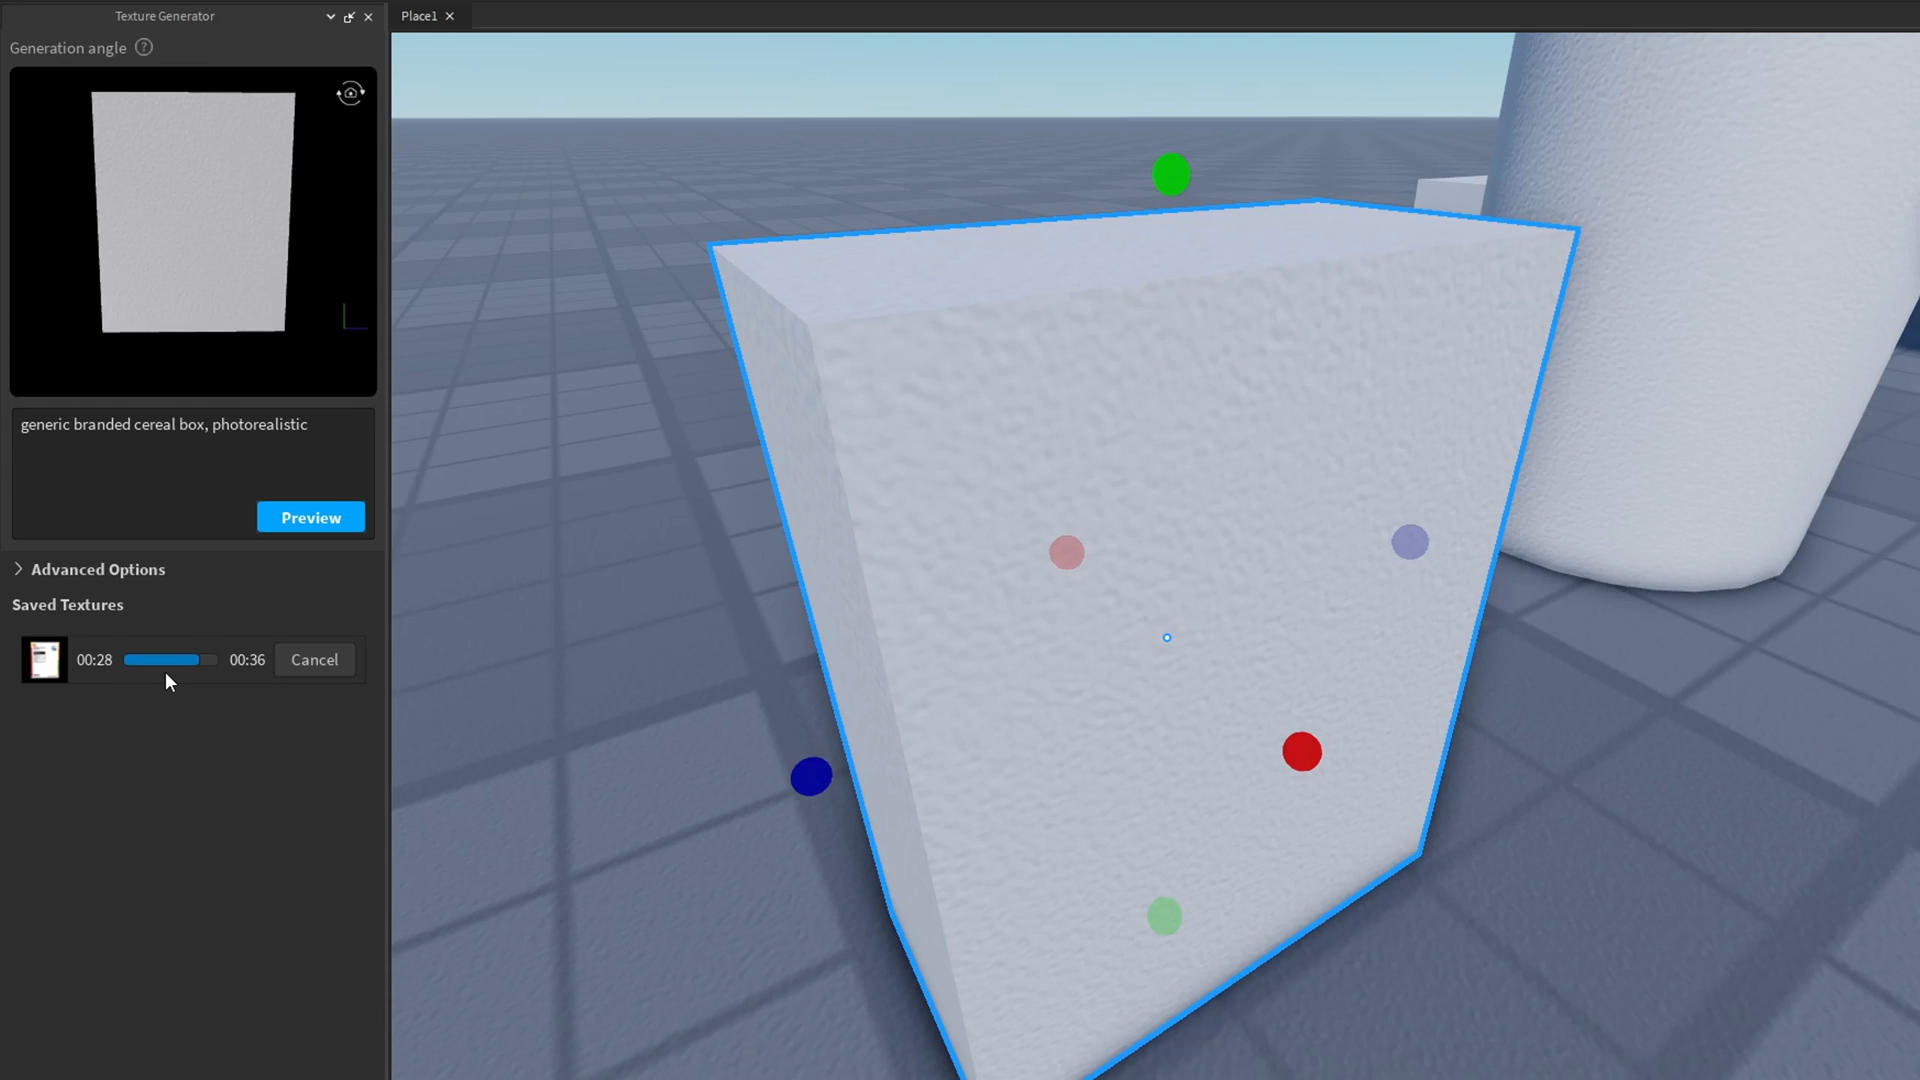 Texture Generator
Place1
Generation angle
generic branded cereal box, photorealistic
Preview
Advanced Options
Saved Textures
00:28 00:36 Cancel